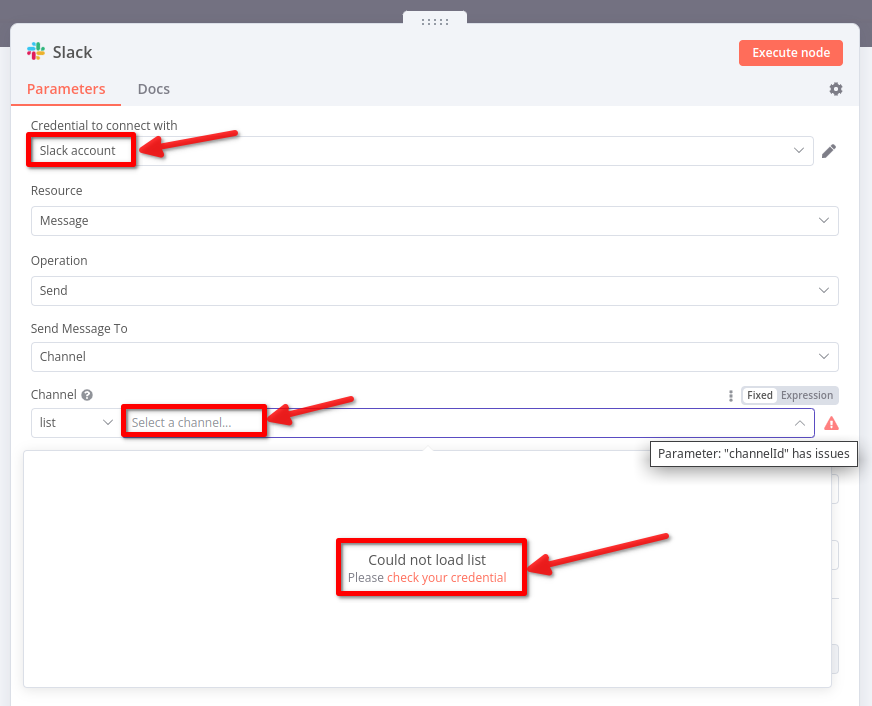 Slack
Execute node
Parameters
Docs
Credential to connect with
Slack account
Resource
Message
Operation
Send
Send Message To
Channel
Channel
Fixed
Expression
list
Select a channel...
Parameter: "channelId" has issues
Could not load list
Please check your credential